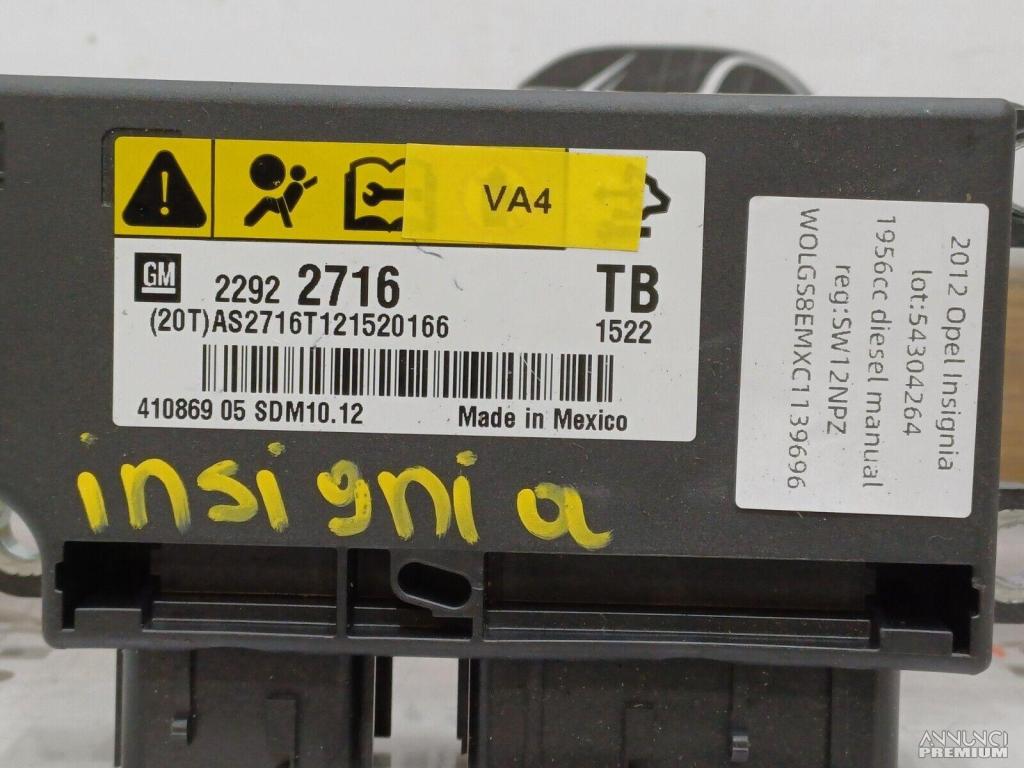 VA4
GM 2292 2716 TB
(20T)AS2716T121520166 1522
410869 05 SDM10.12 Made in Mexico
insignia
2012 Opel Insignia
lot:54304264
1956cc diesel manual
reg:SW12NPZ
WOLGS8EMXC1139696
ANNUNCI
PREMIUM